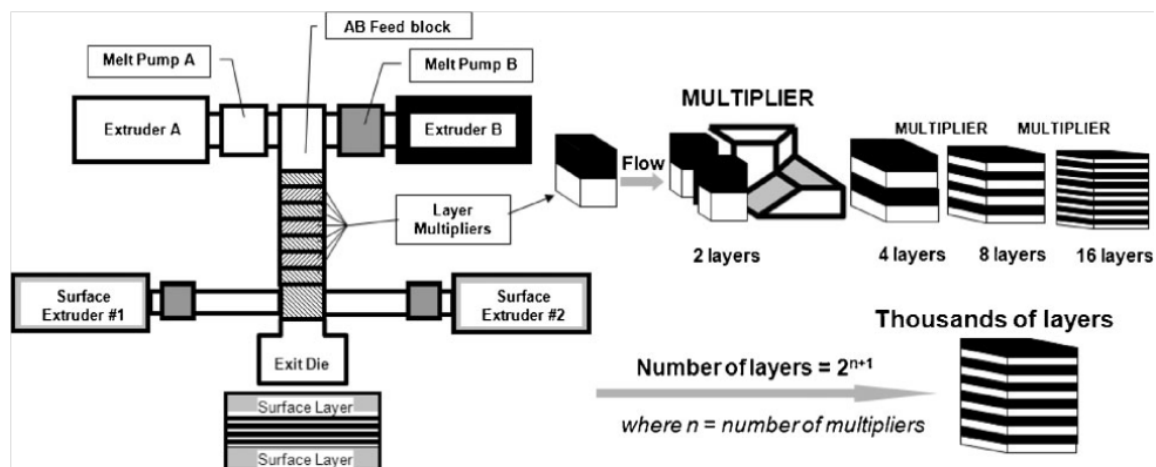 AB Feed block
Melt Pump A
Melt Pump B
Extruder A
Extruder B
Layer
Multipliers
Surface
Extruder #1
Surface
Extruder #2
Exit Die
Surface Layer
Surface Layer
MULTIPLIER
Flow
MULTIPLIER
MULTIPLIER
2 layers
4 layers
8 layers
16 layers
Thousands of layers
Number of layers = 2ⁿ⁺¹
where n = number of multipliers